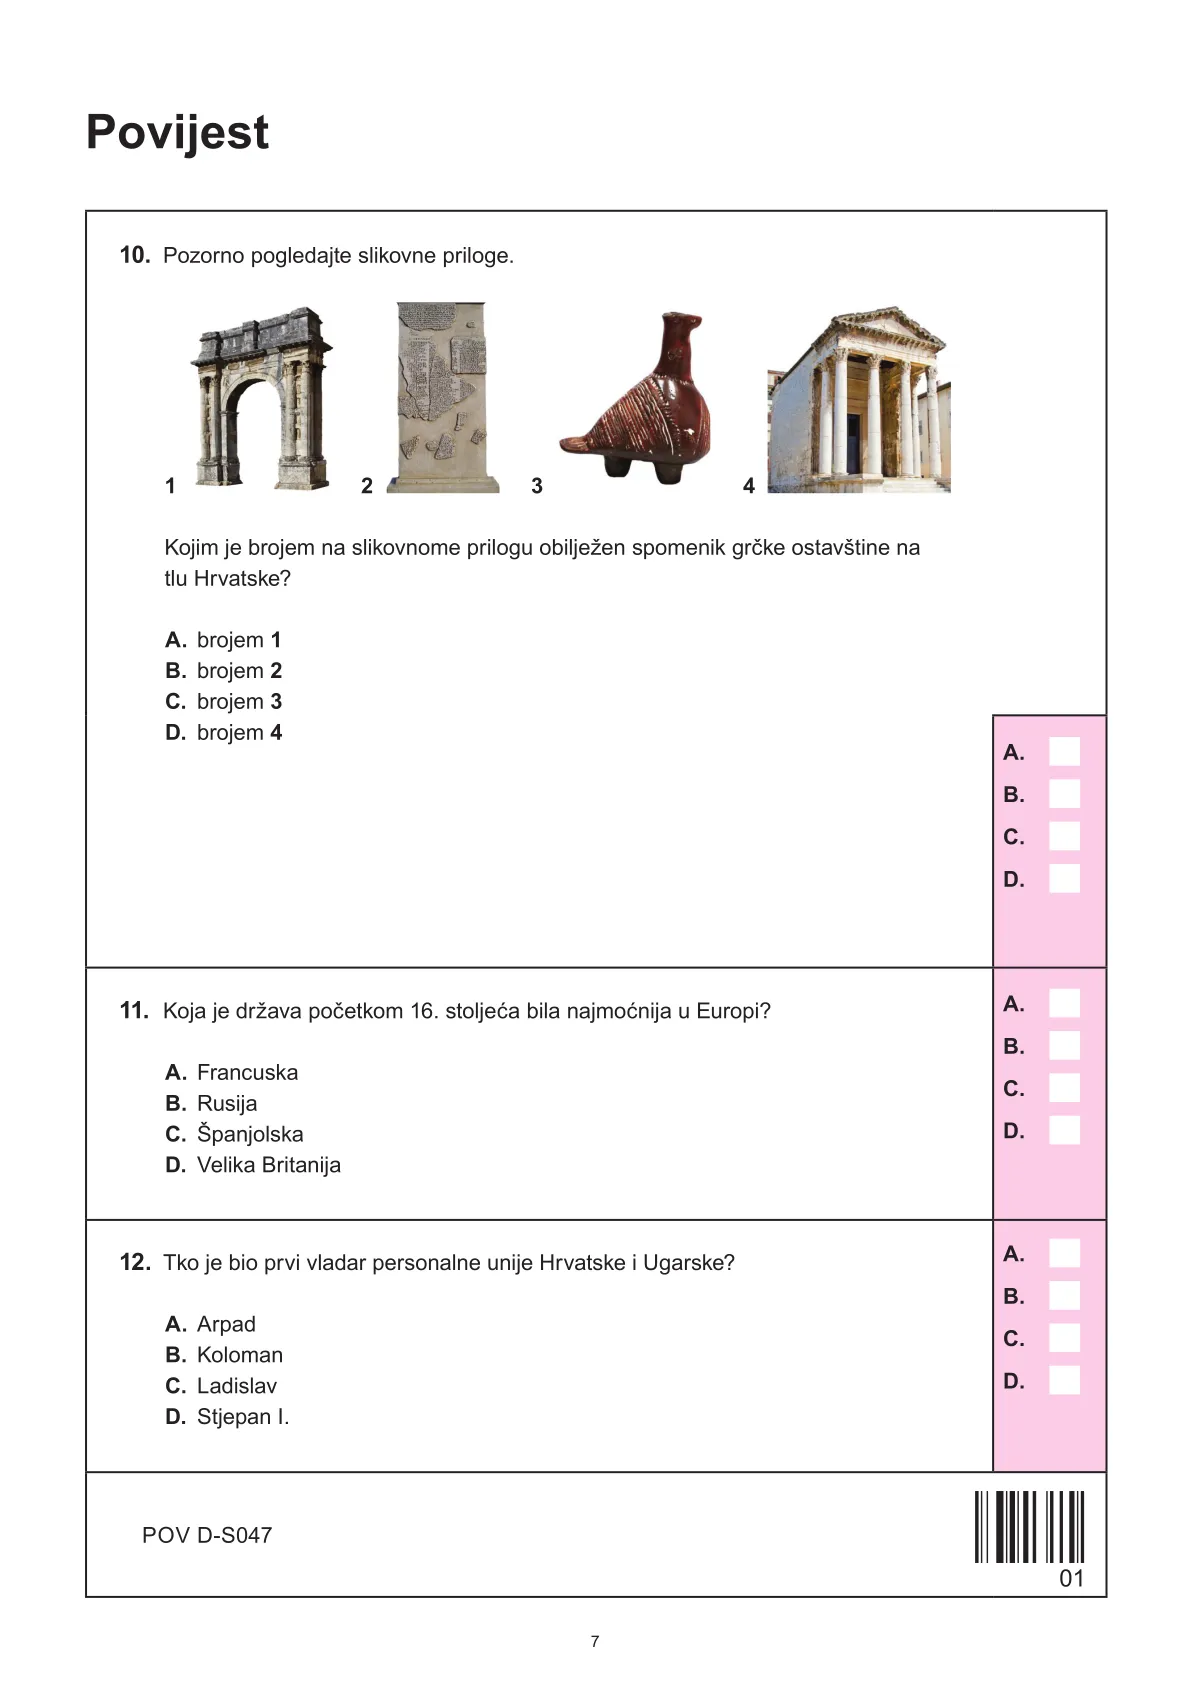 Povijest
10. Pozorno pogledajte slikovne priloge.
1 2 3 4
Kojim je brojem na slikovnome prilogu obilježen spomenik grčke ostavštine na
tlu Hrvatske?
A. brojem 1
B. brojem 2
C. brojem 3
D. brojem 4
A.
B.
C.
D.
11. Koja je država početkom 16. stoljeća bila najmoćnija u Europi?
A. Francuska
B. Rusija
C. Španjolska
D. Velika Britanija
A.
B.
C.
D.
12. Tko je bio prvi vladar personalne unije Hrvatske i Ugarske?
A. Arpad
B. Koloman
C. Ladislav
D. Stjepan I.
A.
B.
C.
D.
POV D-S047
01
7